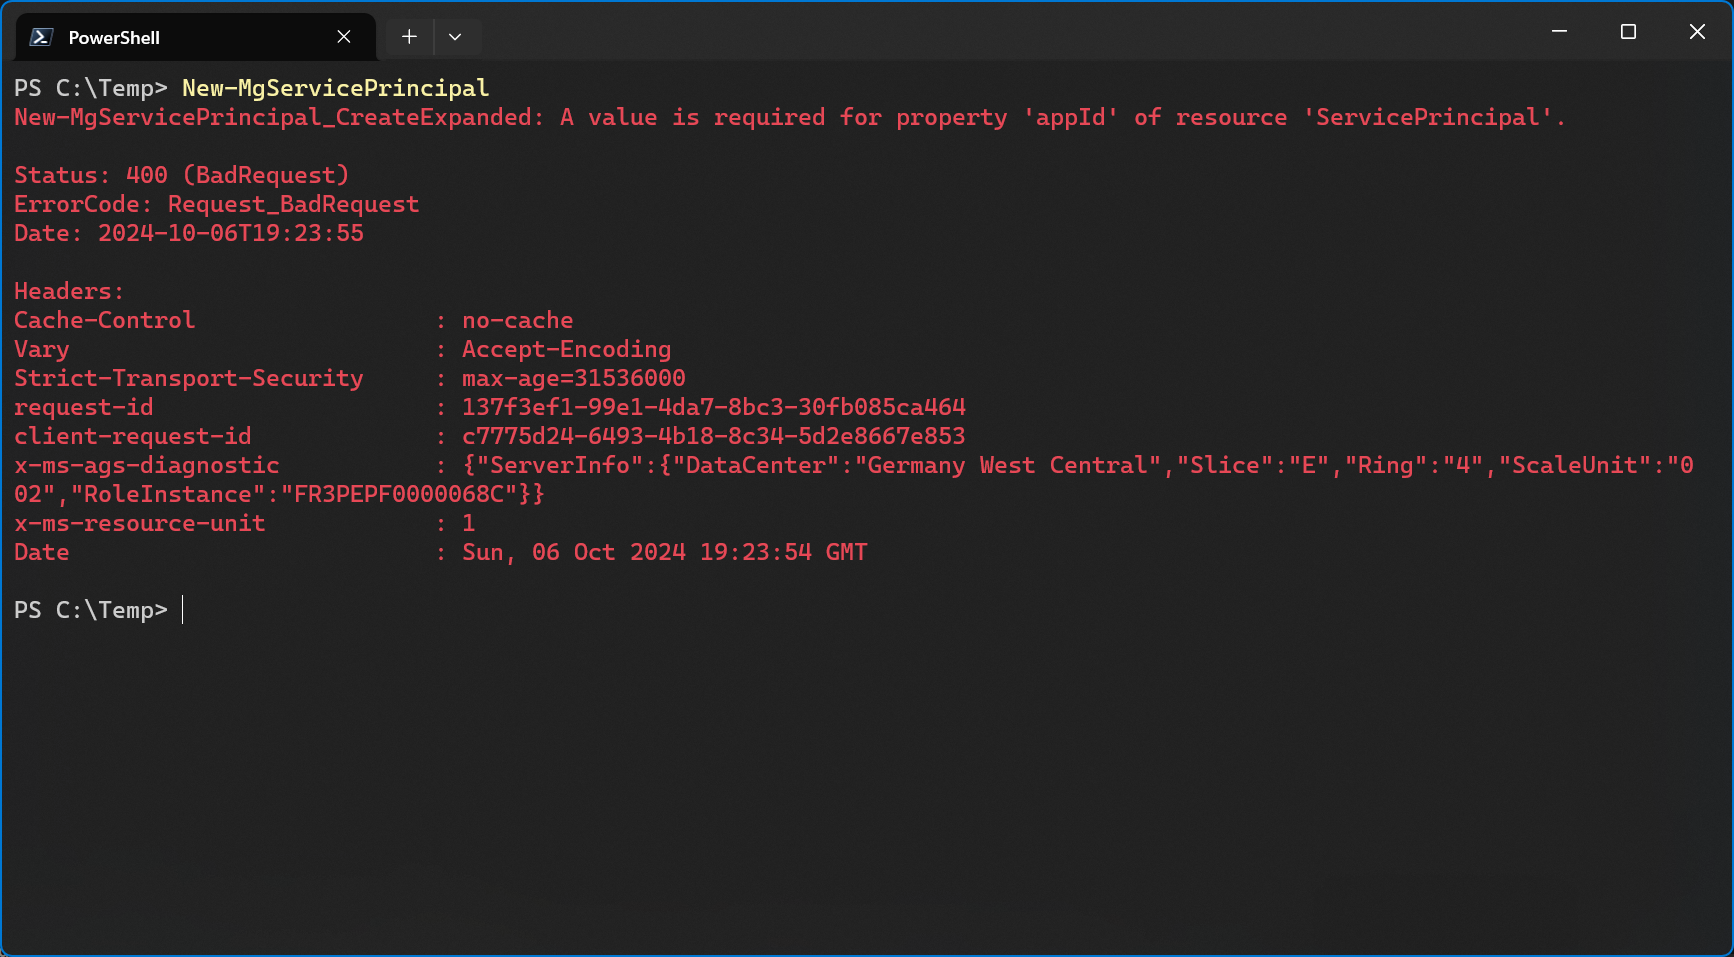 PowerShell
PS C:\Temp> New-MgServicePrincipal
New-MgServicePrincipal_CreateExpanded: A value is required for property 'appId' of resource 'ServicePrincipal'.
Status: 400 (BadRequest)
ErrorCode: Request_BadRequest
Date: 2024-10-06T19:23:55
Headers:
Cache-Control                 : no-cache
Vary                          : Accept-Encoding
Strict-Transport-Security     : max-age=31536000
request-id                    : 137f3ef1-99e1-4da7-8bc3-30fb085ca464
client-request-id             : c7775d24-6493-4b18-8c34-5d2e8667e853
x-ms-ags-diagnostic           : {"ServerInfo":{"DataCenter":"Germany West Central","Slice":"E","Ring":"4","ScaleUnit":"0
02","RoleInstance":"FR3PEPF0000068C"}}
x-ms-resource-unit            : 1
Date                          : Sun, 06 Oct 2024 19:23:54 GMT
PS C:\Temp>